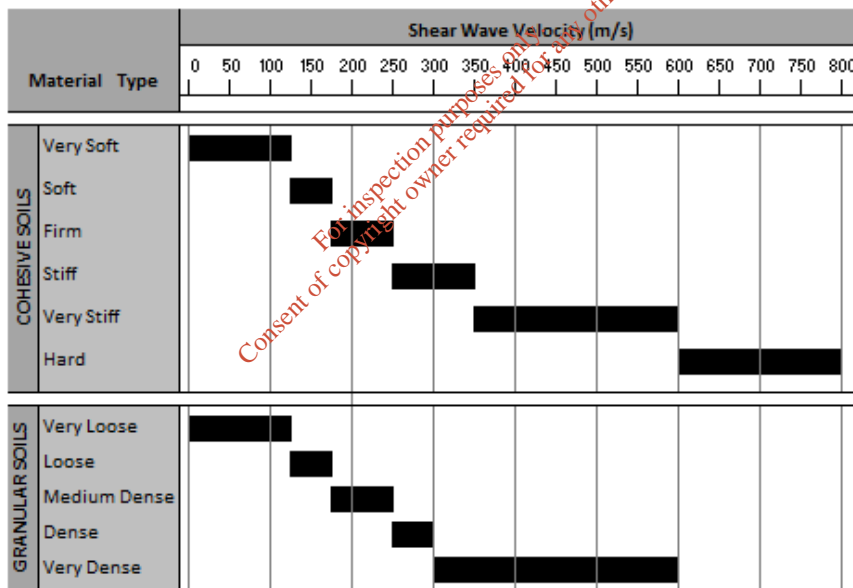 Shear Wave Velocity (m/s)
Material Type
0 50 100 150 200 250 300 350 400 450 500 550 600 650 700 750 800
COHESIVE SOILS
Very Soft
Soft
Firm
Stiff
Very Stiff
Hard
GRANULAR SOILS
Very Loose
Loose
Medium Dense
Dense
Very Dense
For inspection purposes only.
Consent of copyright owner required for any